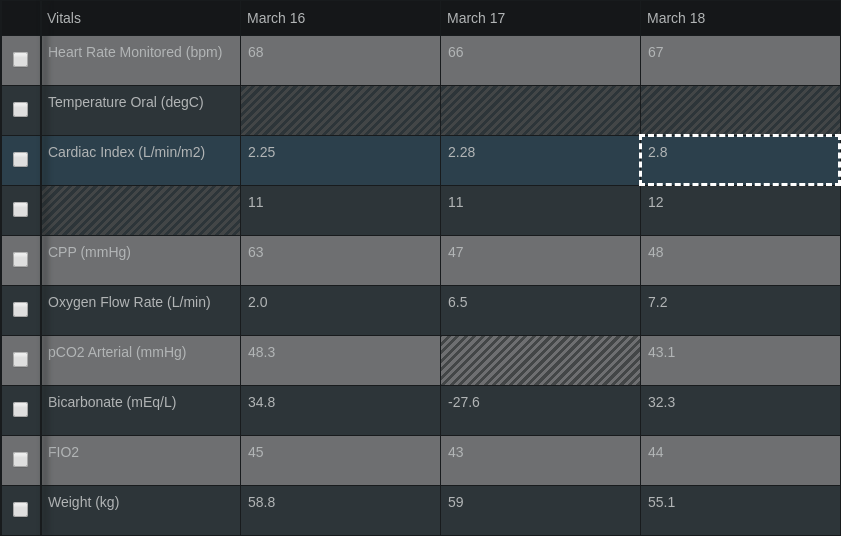 Vitals March 16 March 17 March 18
Heart Rate Monitored (bpm) 68 66 67
Temperature Oral (degC)
Cardiac Index (L/min/m2) 2.25 2.28 2.8
11 11 12
CPP (mmHg) 63 47 48
Oxygen Flow Rate (L/min) 2.0 6.5 7.2
pCO2 Arterial (mmHg) 48.3 43.1
Bicarbonate (mEq/L) 34.8 -27.6 32.3
FIO2 45 43 44
Weight (kg) 58.8 59 55.1